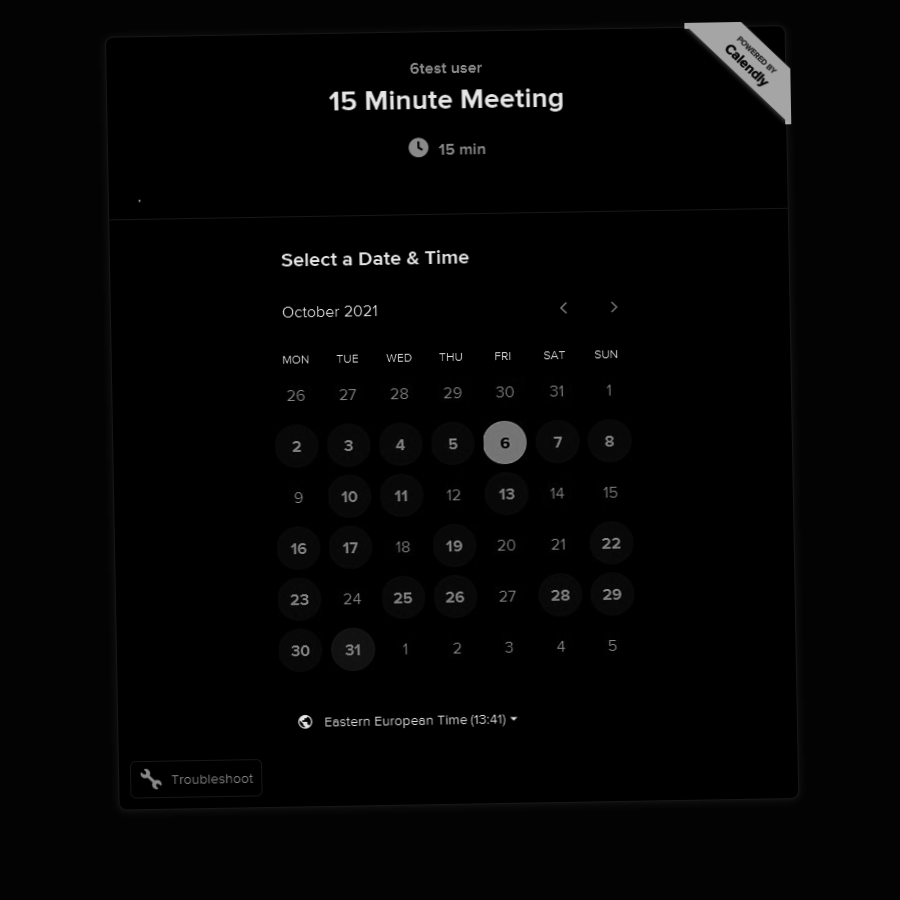 POWERED BY
Calendly
6test user
15 Minute Meeting
15 min
Select a Date & Time
October 2021
MON TUE WED THU FRI SAT SUN
26 27 28 29 30 31 1
2 3 4 5 6 7 8
9 10 11 12 13 14 15
16 17 18 19 20 21 22
23 24 25 26 27 28 29
30 31 1 2 3 4 5
Eastern European Time (13:41)
Troubleshoot